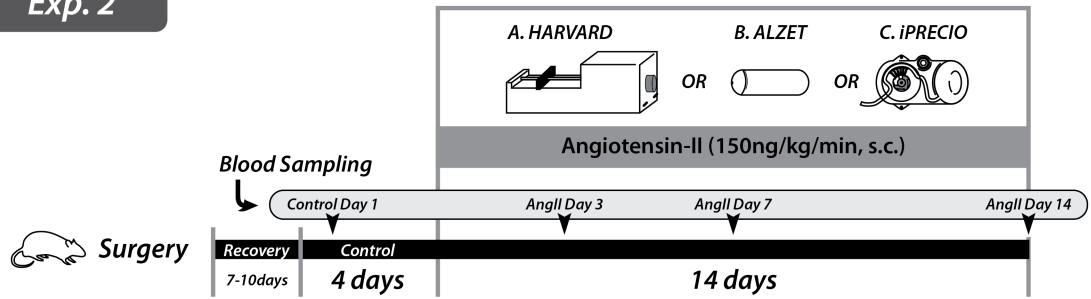 Exp. 2
A. HARVARD
B. ALZET
C. iPRECIO
OR
OR
Angiotensin-II (150ng/kg/min, s.c.)
Blood Sampling
Control Day 1
AngII Day 3
AngII Day 7
AngII Day 14
Surgery
Recovery
Control
7-10days
4 days
14 days